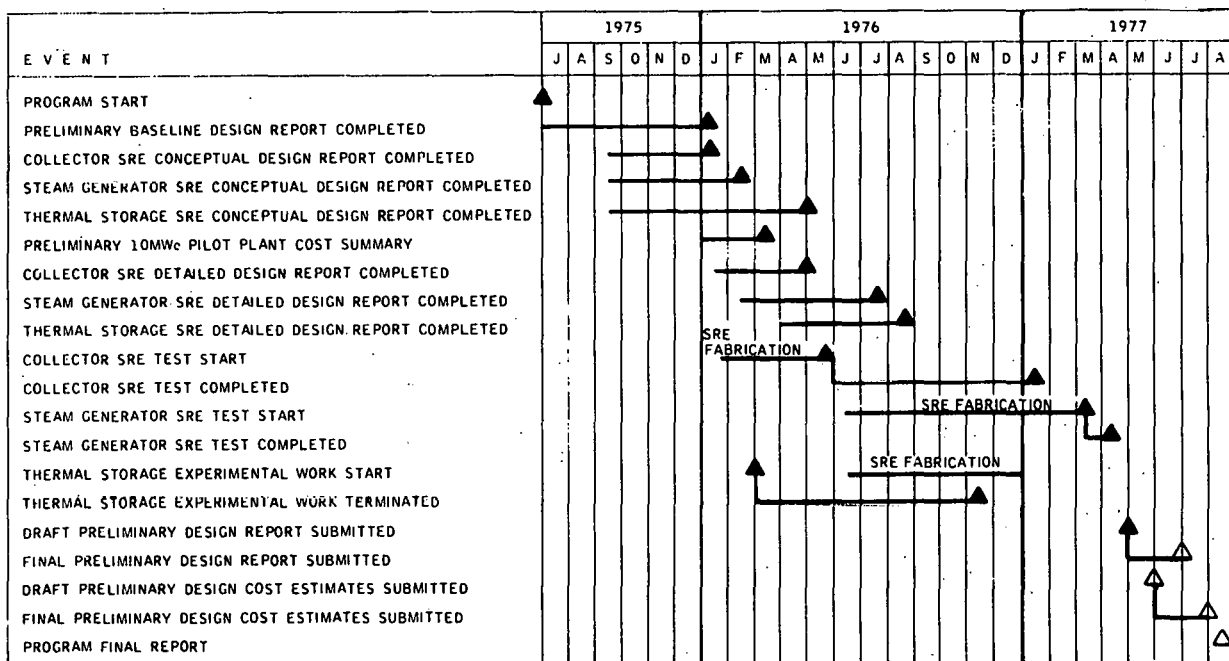 1975 1976 1977
EVENT J A S O N D J F M A M J J A S O N D J F M A M J J A
PROGRAM START
PRELIMINARY BASELINE DESIGN REPORT COMPLETED
COLLECTOR SRE CONCEPTUAL DESIGN REPORT COMPLETED
STEAM GENERATOR SRE CONCEPTUAL DESIGN REPORT COMPLETED
THERMAL STORAGE SRE CONCEPTUAL DESIGN REPORT COMPLETED
PRELIMINARY 10MWe PILOT PLANT COST SUMMARY
COLLECTOR SRE DETAILED DESIGN REPORT COMPLETED
STEAM GENERATOR SRE DETAILED DESIGN REPORT COMPLETED
THERMAL STORAGE SRE DETAILED DESIGN REPORT COMPLETED
SRE
FABRICATION
COLLECTOR SRE TEST START
COLLECTOR SRE TEST COMPLETED
STEAM GENERATOR SRE TEST START SRE FABRICATION
STEAM GENERATOR SRE TEST COMPLETED
THERMAL STORAGE EXPERIMENTAL WORK START SRE FABRICATION
THERMAL STORAGE EXPERIMENTAL WORK TERMINATED
DRAFT PRELIMINARY DESIGN REPORT SUBMITTED
FINAL PRELIMINARY DESIGN REPORT SUBMITTED
DRAFT PRELIMINARY DESIGN COST ESTIMATES SUBMITTED
FINAL PRELIMINARY DESIGN COST ESTIMATES SUBMITTED
PROGRAM FINAL REPORT